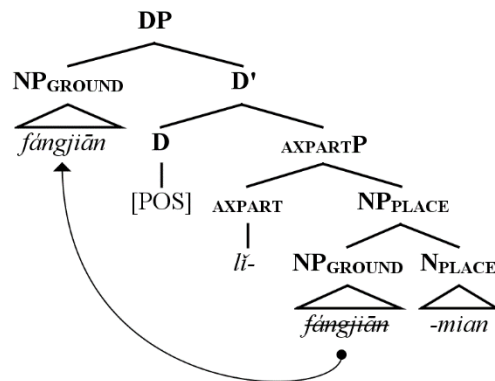 DP
NPGROUND D'
fángjiān D AXPARTP
[POS] AXPART NPPLACE
lǐ- NPGROUND NPLACE
fángjiān -mian